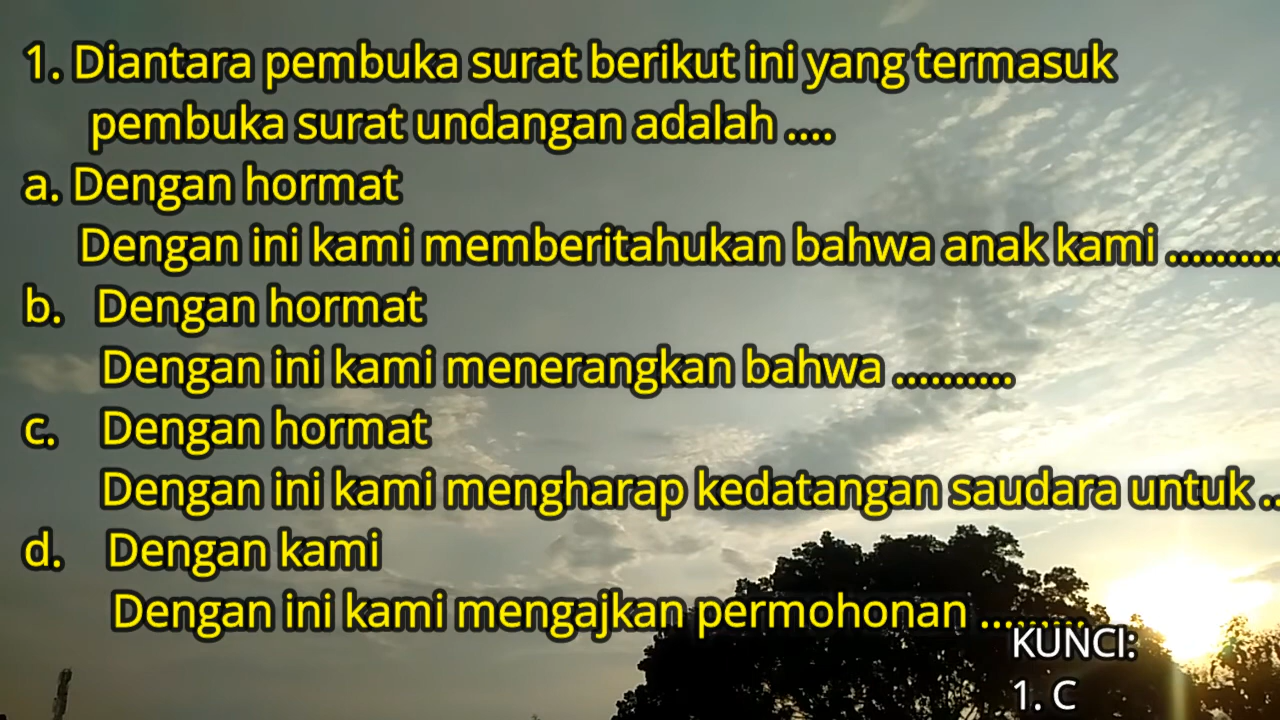 1. Diantara pembuka surat berikut ini yang termasuk
pembuka surat undangan adalah ....
a. Dengan hormat
Dengan ini kami memberitahukan bahwa anak kami ..........
b. Dengan hormat
Dengan ini kami menerangkan bahwa ..........
c. Dengan hormat
Dengan ini kami mengharap kedatangan saudara untuk ..
d. Dengan kami
Dengan ini kami mengajkan permohonan .........
KUNCI:
1. C